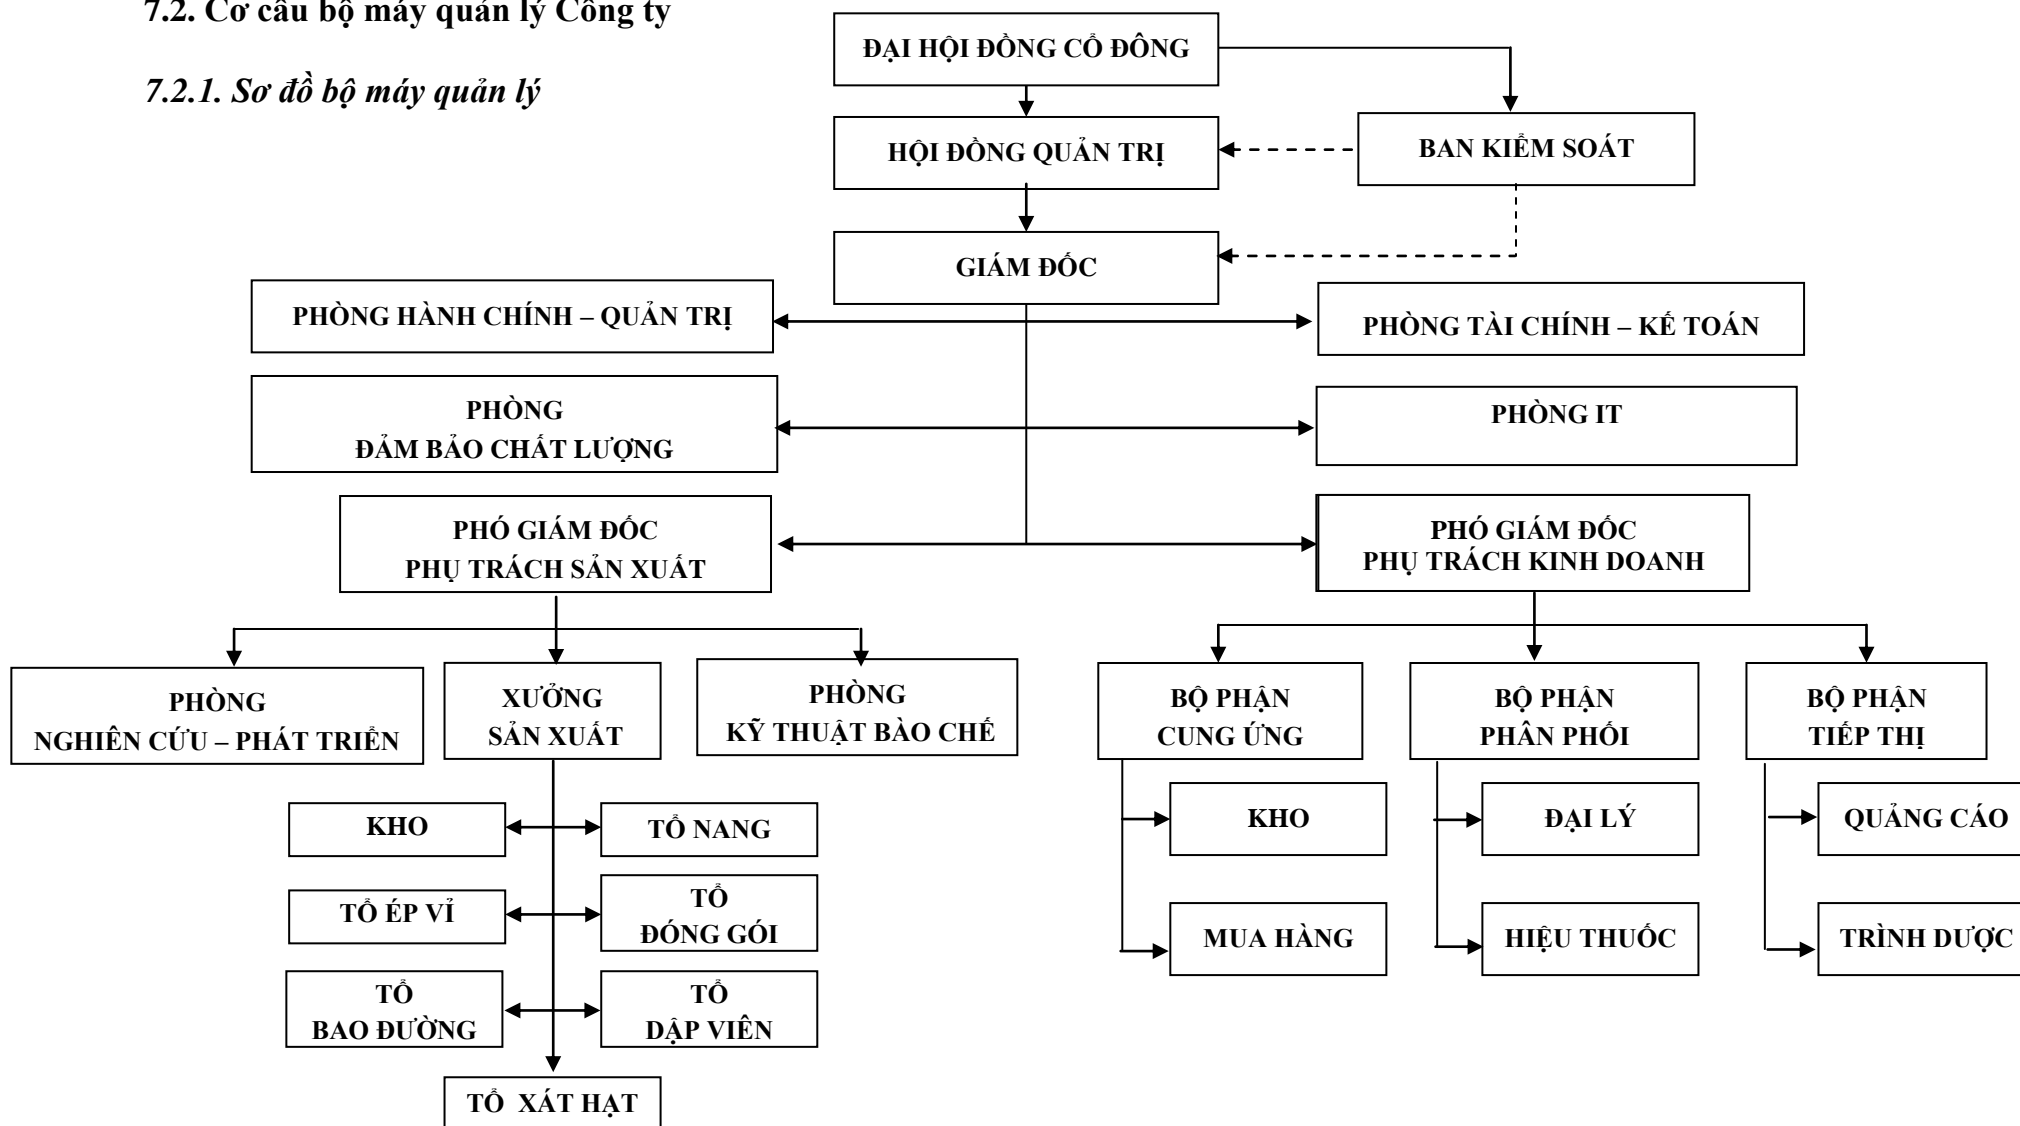 7.2. Cơ cấu bộ máy quản lý Công ty
7.2.1. Sơ đồ bộ máy quản lý
ĐẠI HỘI ĐỒNG CỔ ĐÔNG
HỘI ĐỒNG QUẢN TRỊ
BAN KIỂM SOÁT
GIÁM ĐỐC
PHÒNG HÀNH CHÍNH – QUẢN TRỊ
PHÒNG TÀI CHÍNH – KẾ TOÁN
PHÒNG
ĐẢM BẢO CHẤT LƯỢNG
PHÒNG IT
PHÓ GIÁM ĐỐC
PHỤ TRÁCH SẢN XUẤT
PHÓ GIÁM ĐỐC
PHỤ TRÁCH KINH DOANH
PHÒNG
NGHIÊN CỨU – PHÁT TRIỂN
XƯỞNG
SẢN XUẤT
PHÒNG
KỸ THUẬT BÀO CHẾ
BỘ PHẬN
CUNG ỨNG
BỘ PHẬN
PHÂN PHỐI
BỘ PHẬN
TIẾP THỊ
KHO
TỔ NANG
KHO
ĐẠI LÝ
QUẢNG CÁO
TỔ ÉP VỈ
TỔ
ĐÓNG GÓI
MUA HÀNG
HIỆU THUỐC
TRÌNH DƯỢC
TỔ
BAO ĐƯỜNG
TỔ
DẬP VIÊN
TỔ  XÁT HẠT